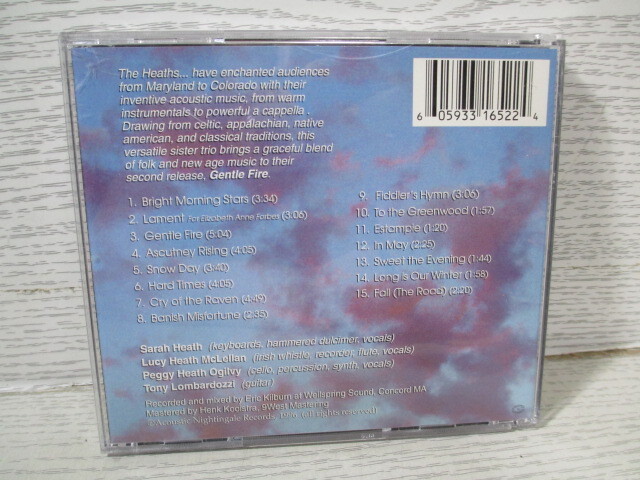 The Heaths... have enchanted audiences
from Maryland to Colorado with their
inventive acoustic music, from warm
instrumentals to powerful a cappella .
Drawing from celtic, appalachian, native
american, and classical traditions, this
versatile sister trio brings a graceful blend
of folk and new age music to their
second release, Gentle Fire.
6 05933 16522 4
1. Bright Morning Stars (3:34)
2. Lament For Elizabeth Anne Forbes (3:06)
3. Gentle Fire (5:04)
4. Ascutney Rising (4:05)
5. Snow Day (3:40)
6. Hard Times (4:05)
7. Cry of the Raven (4:49)
8. Banish Misfortune (2:35)
9. Fiddler's Hymn (3:06)
10. To the Greenwood (1:57)
11. Estampie (1:20)
12. In May (2:25)
13. Sweet the Evening (1:44)
14. Long is Our Winter (1:58)
15. Fall (The Road) (2:20)
Sarah Heath (keyboards, hammered dulcimer, vocals)
Lucy Heath McLellan (irish whistle, recorder, flute, vocals)
Peggy Heath Ogilvy (cello, percussion, synth, vocals)
Tony Lombardozzi (guitar)
Recorded and mixed by Eric Kilburn at Wellspring Sound, Concord MA
Mastered by Henk Kooistra, 9West Mastering
©Acoustic Nightingale Records, all rights reserved